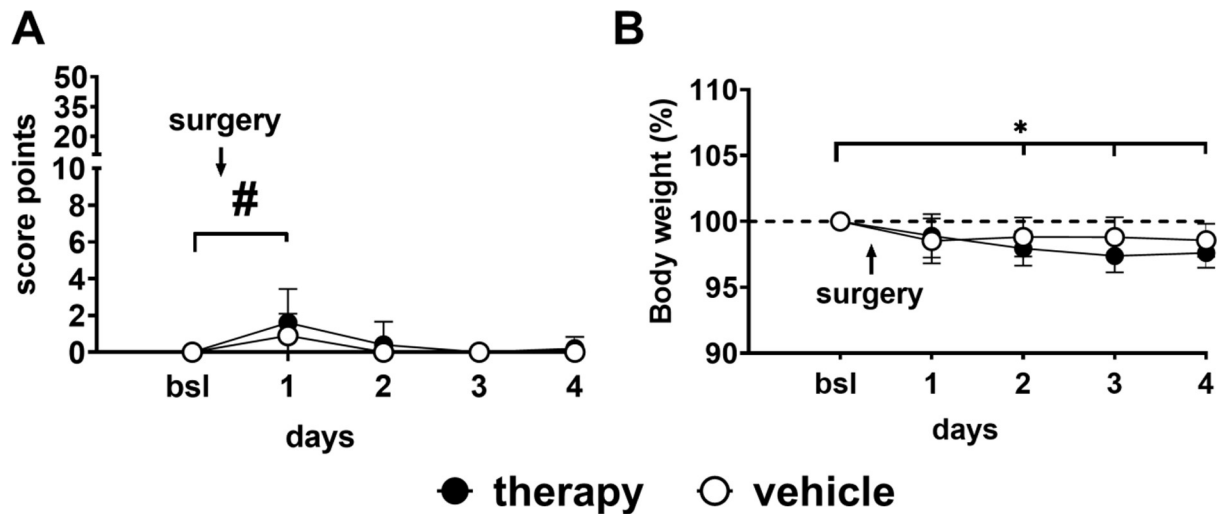 A
score points
50
35
20
10
8
6
4
2
0
surgery
#
bsl 1 2 3 4
days
B
Body weight (%)
110
105
100
95
90
*
surgery
bsl 1 2 3 4
days
therapy vehicle